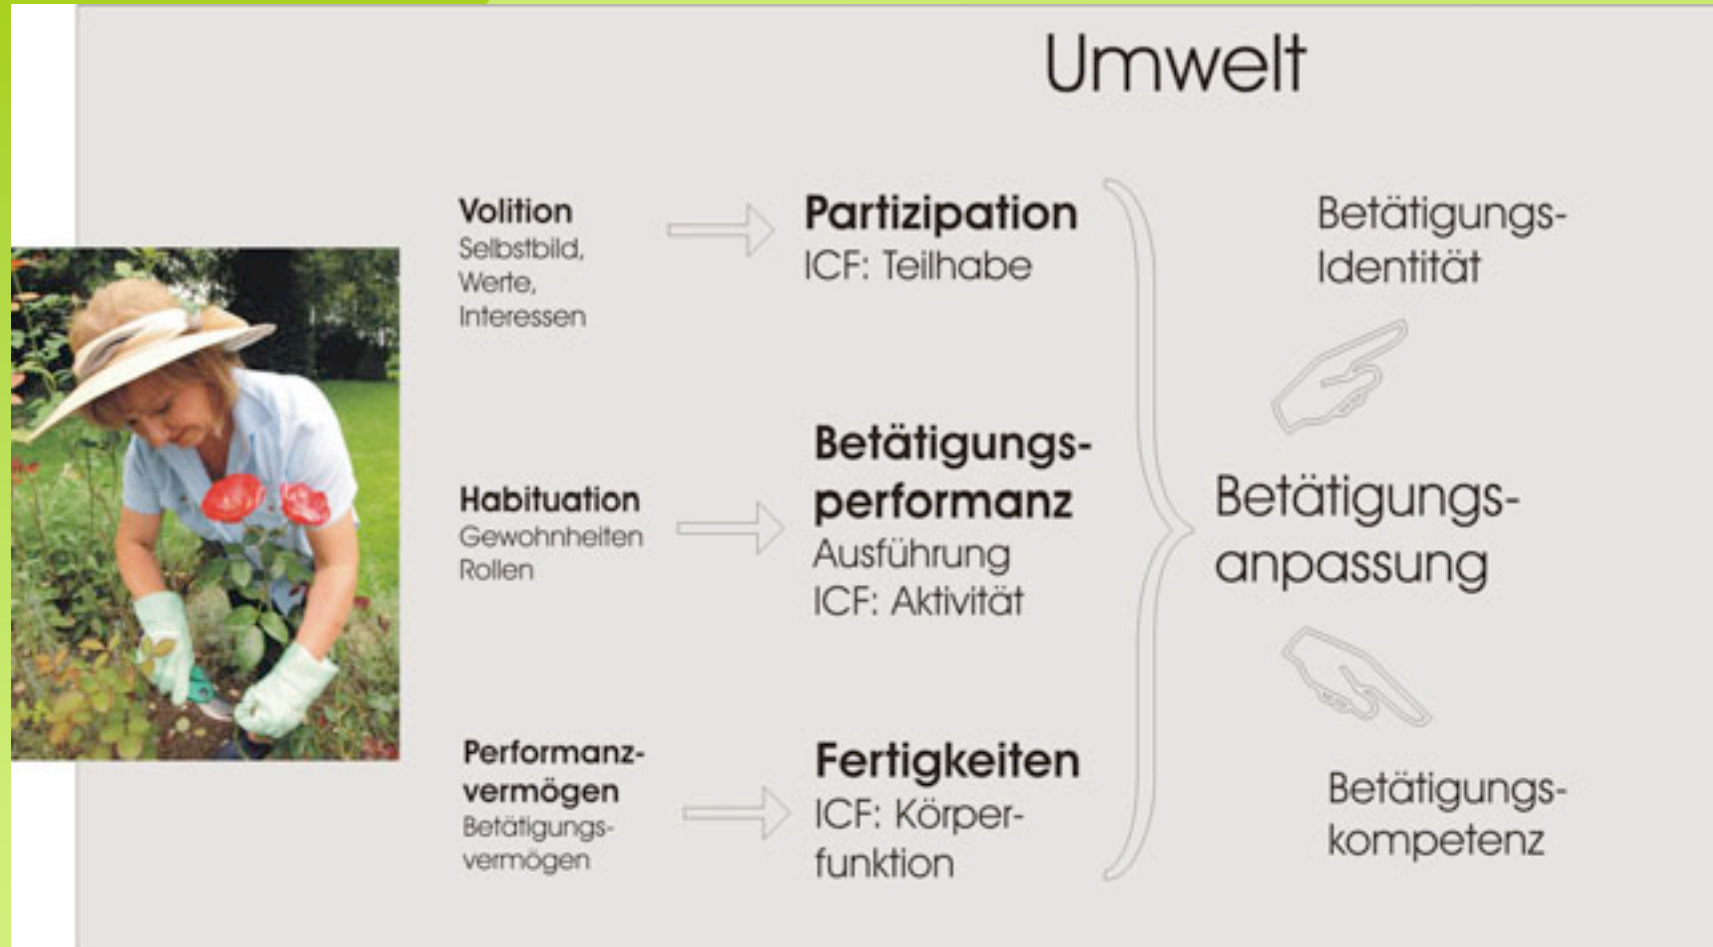 Umwelt
Volition
Selbstbild,
Werte,
Interessen
Partizipation
ICF: Teilhabe
Betätigungs-
Identität
Habituation
Gewohnheiten
Rollen
Betätigungs-
performanz
Ausführung
ICF: Aktivität
Betätigungs-
anpassung
Performanz-
vermögen
Betätigungs-
vermögen
Fertigkeiten
ICF: Körper-
funktion
Betätigungs-
kompetenz